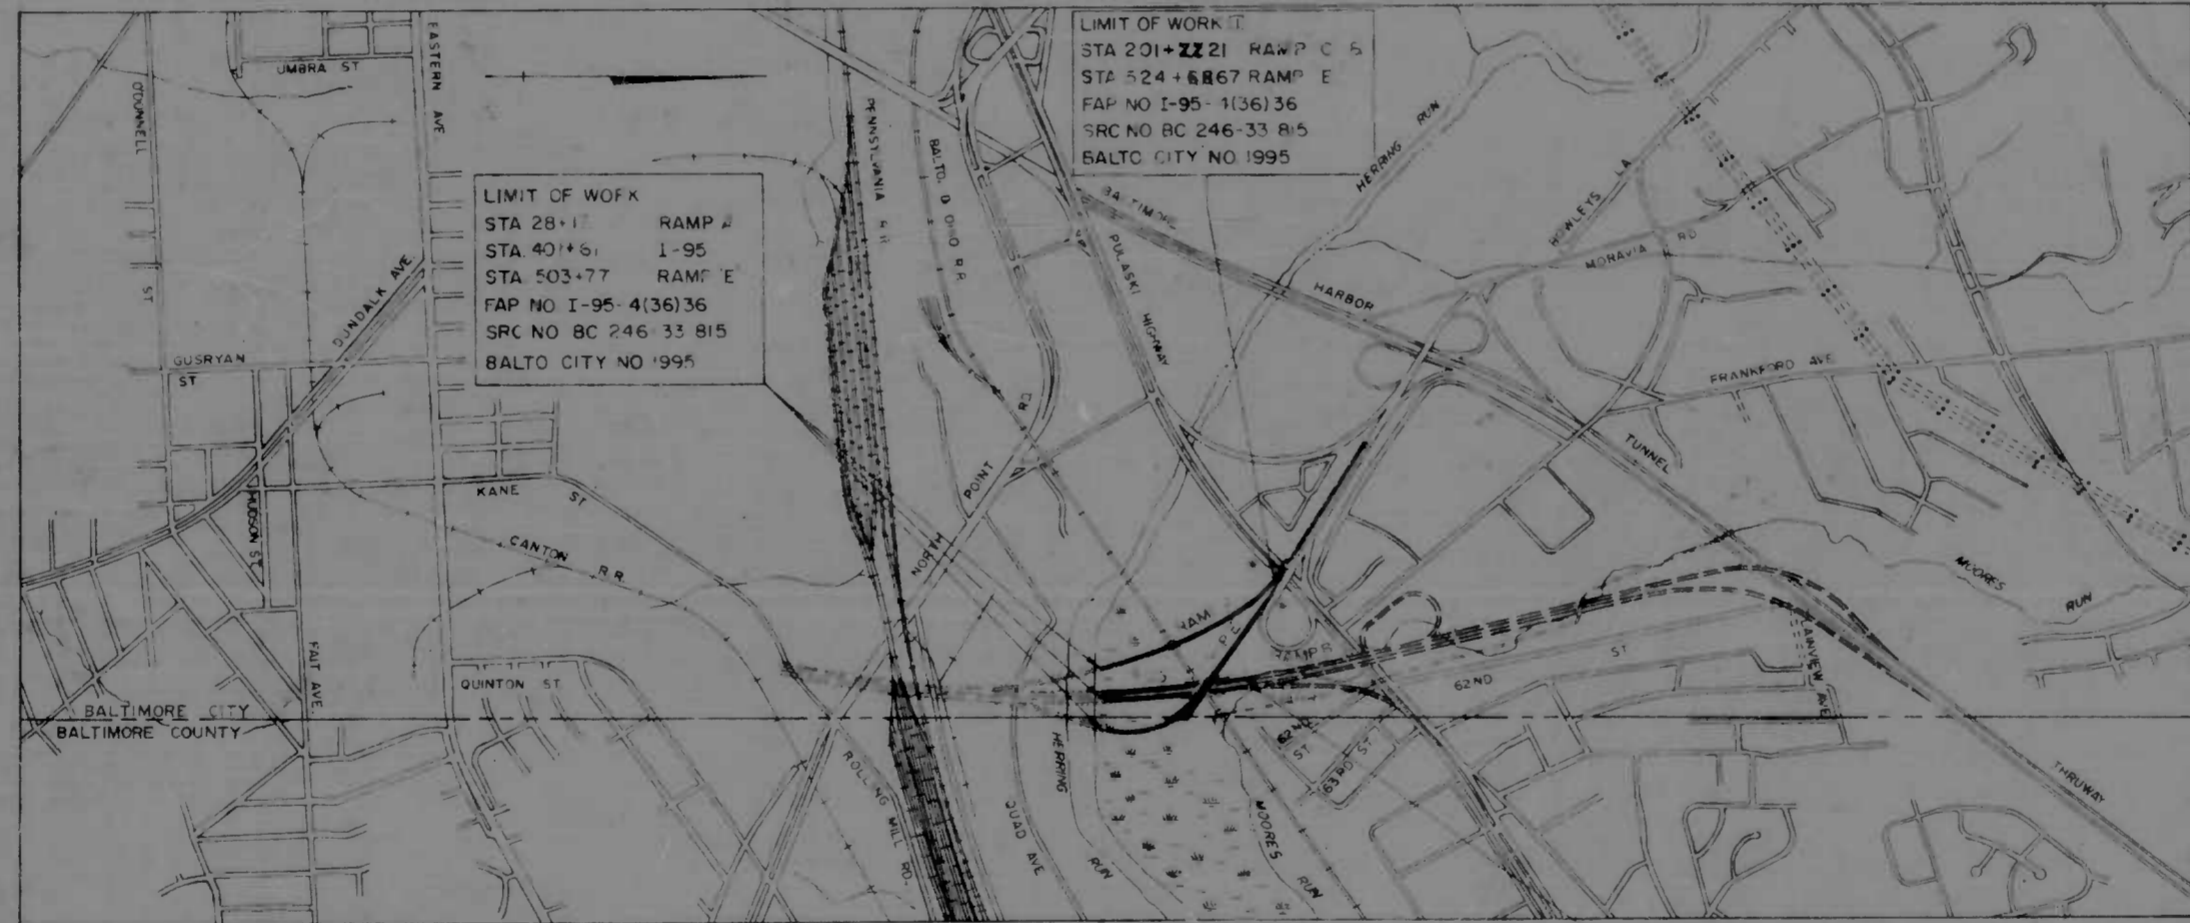 UMBRA ST
EASTERN AVE.
O'DONNELL
ST
LIMIT OF WORK
STA 201+ 21 RAMP C
STA 524+ 67 RAMP E
FAP NO I-95- (36)36
SRC NO BC 246-33 815
BALTO CITY NO 1995
LIMIT OF WORK
STA 28+ RAMP
STA. 401+ I-95
STA. 503+77 RAMP E
FAP NO I-95-4(36)36
SRC NO BC 246 33 815
BALTO CITY NO 1995
PENNSYLVANIA R R
BALTO. O R R
BALTIMORE
HARBOR
TUNNEL
THRUWAY
PULASKI
HIGHWAY
HERRING RUN
HOWLEYS LA
MORAVIA RD
FRANKFORD AVE
DUNDALK AVE.
GUSRYAN
ST
KANE ST
HUDSON ST.
CANTON R.R.
NORTH POINT RD
MOORES RUN
RAMP B
62ND ST
FAIT AVE.
QUINTON ST
BALTIMORE CITY
BALTIMORE COUNTY
ROLLING MILL RD.
QUAD AVE
HERRING RUN
62ND
ST
63RD ST
MOORES RUN